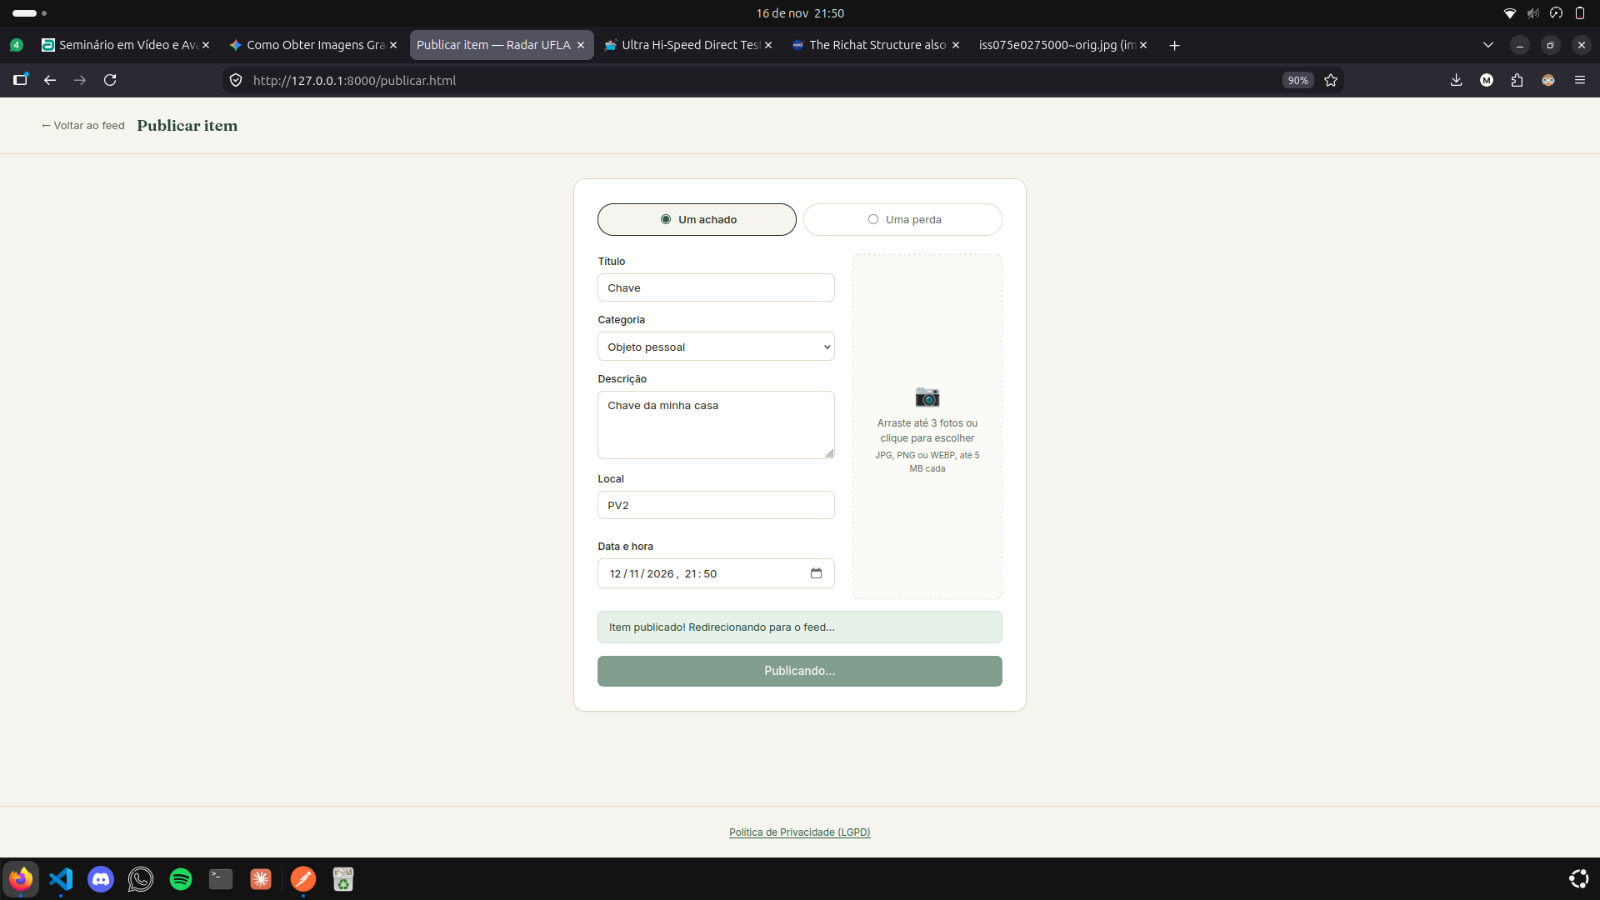 16 de nov 21:50
4
Seminário em Vídeo e Av
Como Obter Imagens Gra
Publicar item — Radar UFLA
Ultra Hi-Speed Direct Tes
The Richat Structure also
iss075e0275000~orig.jpg (im
http://127.0.0.1:8000/publicar.html
90%
M
← Voltar ao feed
Publicar item
Um achado
Uma perda
Título
Chave
Categoria
Objeto pessoal
Descrição
Chave da minha casa
Local
PV2
Data e hora
12/11/2026, 21:50
Arraste até 3 fotos ou
clique para escolher
JPG, PNG ou WEBP, até 5
MB cada
Item publicado! Redirecionando para o feed...
Publicando...
Política de Privacidade (LGPD)